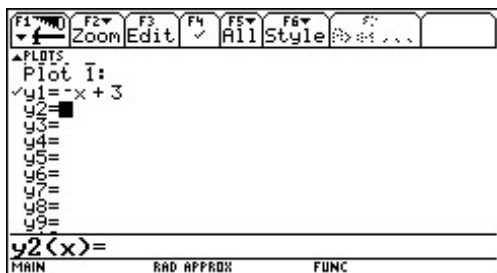 F1 F2 Zoom F3 Edit F4 ✓ F5 All F6 Style
PLOTS
Plot 1:
✓y1=-x + 3
y2=
y3=
y4=
y5=
y6=
y7=
y8=
y9=
y2(x)=
MAIN RAD APPROX FUNC